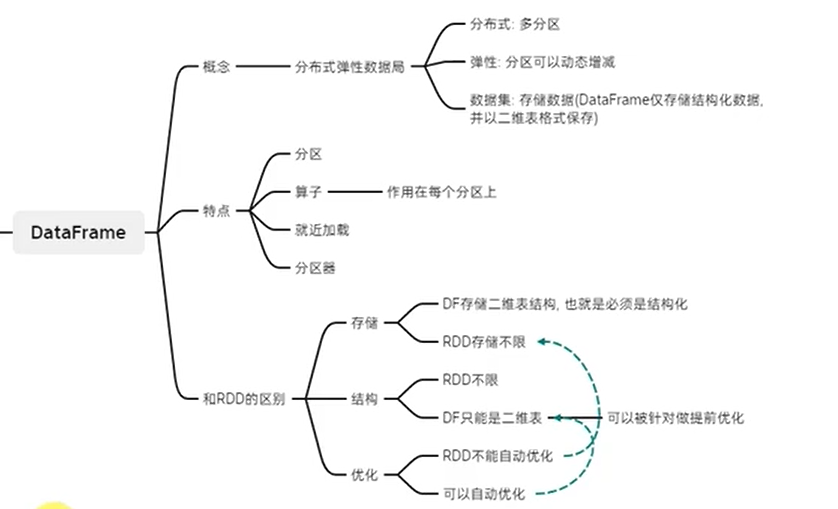 DataFrame
概念
分布式弹性数据局
分布式: 多分区
弹性: 分区可以动态增减
数据集: 存储数据(DataFrame仅存储结构化数据,
并以二维表格式保存)
特点
分区
算子
作用在每个分区上
就近加载
分区器
和RDD的区别
存储
DF存储二维表结构, 也就是必须是结构化
RDD存储不限
结构
RDD不限
DF只能是二维表
可以被针对做提前优化
优化
RDD不能自动优化
可以自动优化